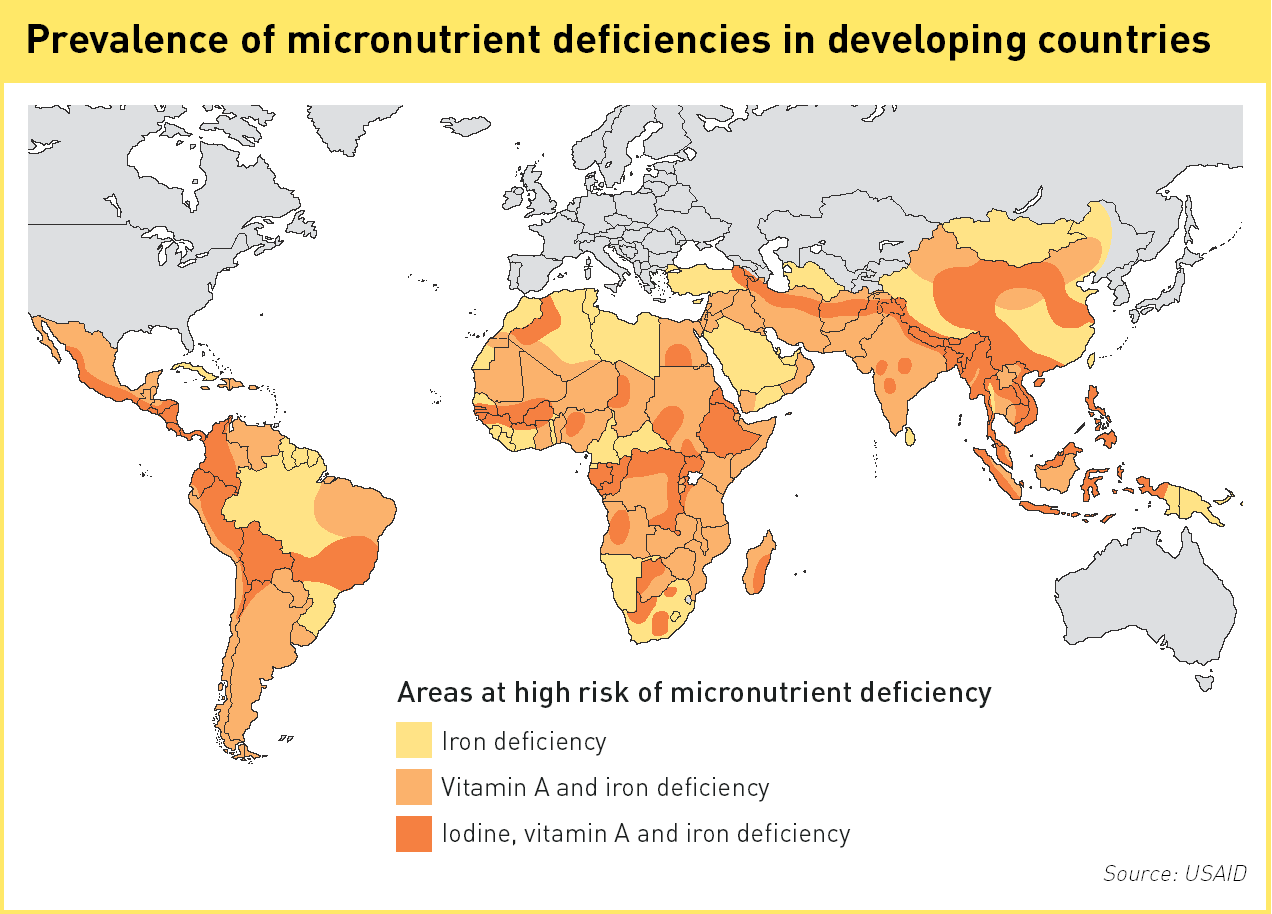 Prevalence of micronutrient deficiencies in developing countries
Areas at high risk of micronutrient deficiency
Iron deficiency
Vitamin A and iron deficiency
Iodine, vitamin A and iron deficiency
Source: USAID